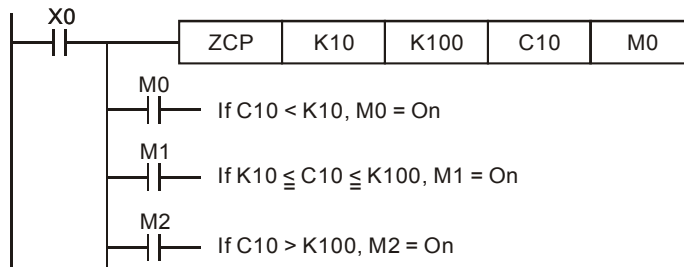 X0
ZCP K10 K100 C10 M0
M0
If C10 < K10, M0 = On
M1
If K10 ≦ C10 ≦ K100, M1 = On
M2
If C10 > K100, M2 = On